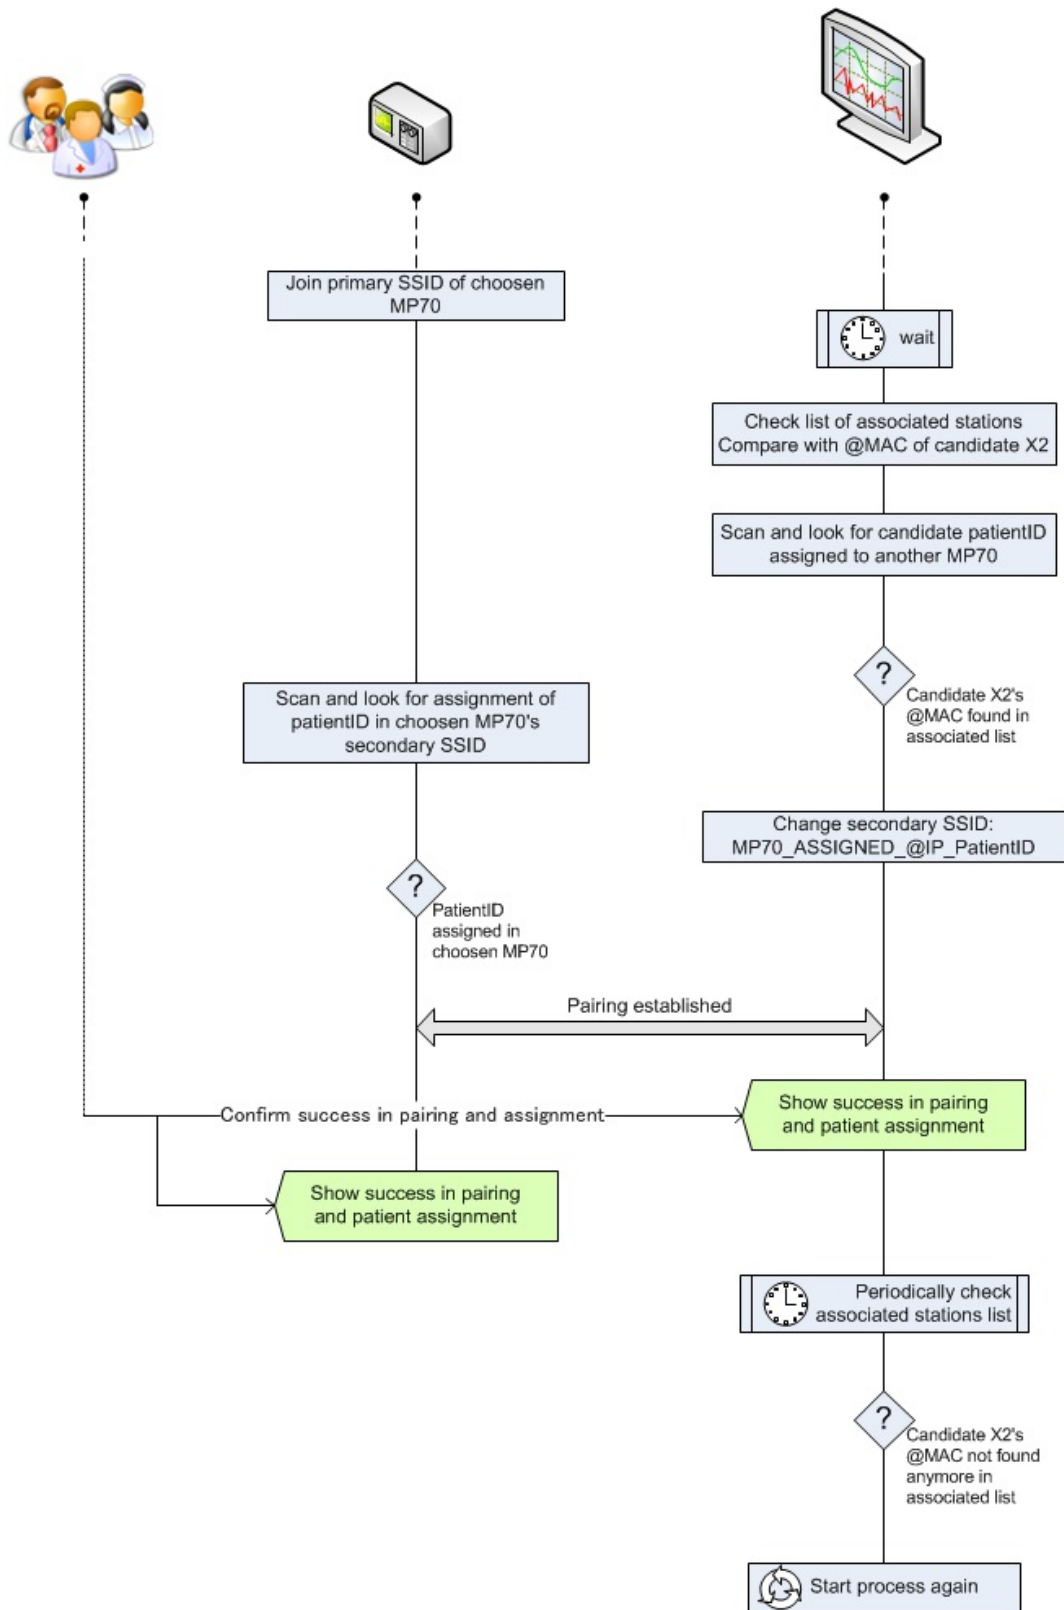 Join primary SSID of choosen
MP70
wait
Check list of associated stations
Compare with @MAC of candidate X2
Scan and look for candidate patientID
assigned to another MP70
?
Candidate X2's
@MAC found in
associated list
Scan and look for assignment of
patientID in choosen MP70's
secondary SSID
Change secondary SSID:
MP70_ASSIGNED_@IP_PatientID
?
PatientID
assigned in
choosen MP70
Pairing established
Confirm success in pairing and assignment
Show success in pairing
and patient assignment
Show success in pairing
and patient assignment
Periodically check
associated stations list
?
Candidate X2's
@MAC not found
anymore in
associated list
Start process again